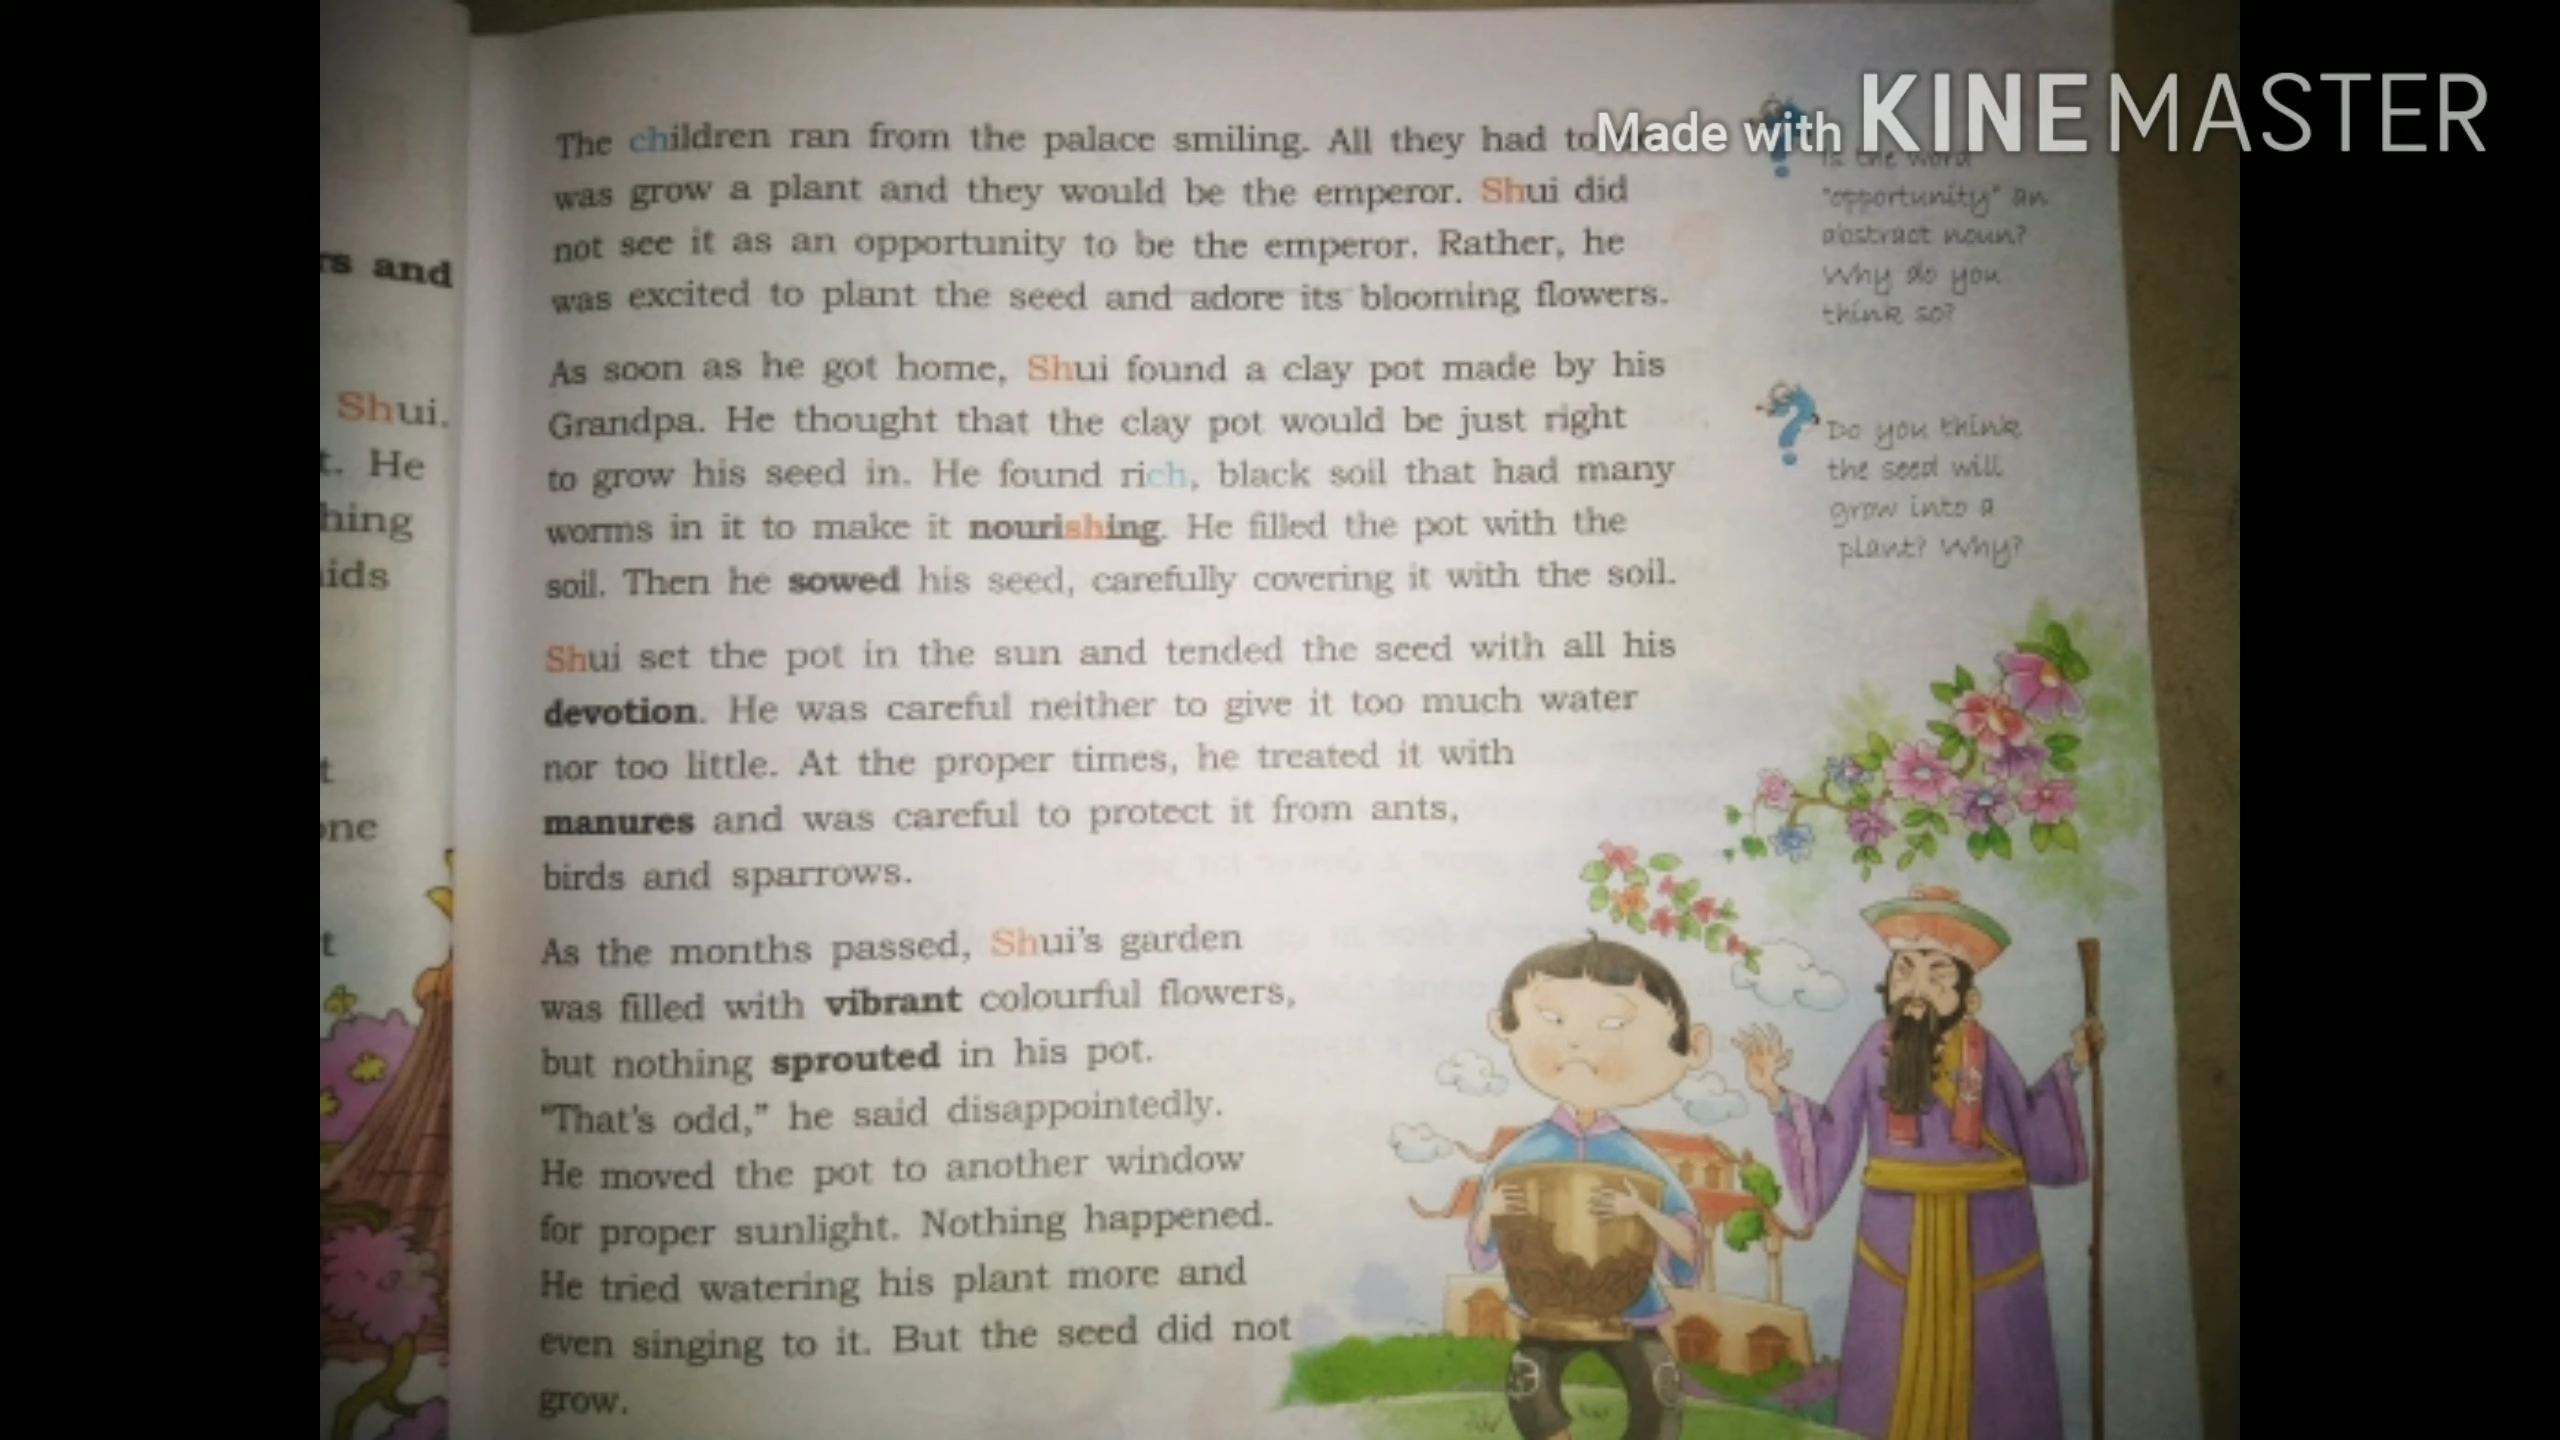 The children ran from the palace smiling. All they had to
was grow a plant and they would be the emperor. Shui did
not see it as an opportunity to be the emperor. Rather, he
was excited to plant the seed and adore its blooming flowers.
As soon as he got home, Shui found a clay pot made by his
Grandpa. He thought that the clay pot would be just right
to grow his seed in. He found rich, black soil that had many
worms in it to make it nourishing. He filled the pot with the
soil. Then he sowed his seed, carefully covering it with the soil.
Shui set the pot in the sun and tended the seed with all his
devotion. He was careful neither to give it too much water
nor too little. At the proper times, he treated it with
manures and was careful to protect it from ants,
birds and sparrows.
As the months passed, Shui's garden
was filled with vibrant colourful flowers,
but nothing sprouted in his pot.
"That's odd," he said disappointedly.
He moved the pot to another window
for proper sunlight. Nothing happened.
He tried watering his plant more and
even singing to it. But the seed did not
grow.
Made with KINEMASTER
Is the word
"opportunity" an
abstract noun?
Why do you
think so?
Do you think
the seed will
grow into a
plant? Why?
and
Shui.
He